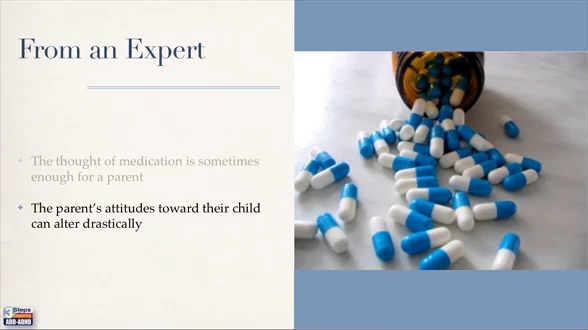 From an Expert
The thought of medication is sometimes
enough for a parent
The parent's attitudes toward their child
can alter drastically
3 Steps
ADD-ADHD